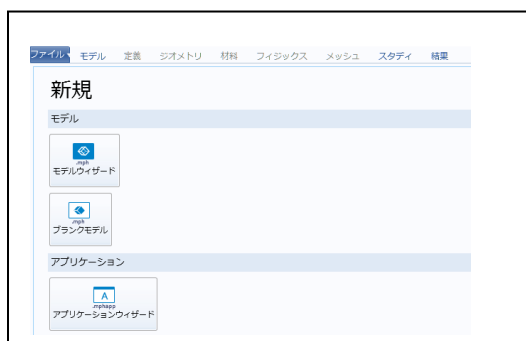 ファイル モデル 定義 ジオメトリ 材料 フィジックス メッシュ スタディ 結果
新規
モデル
.mph
モデルウィザード
.mph
ブランクモデル
アプリケーション
A
.mphapp
アプリケーションウィザード